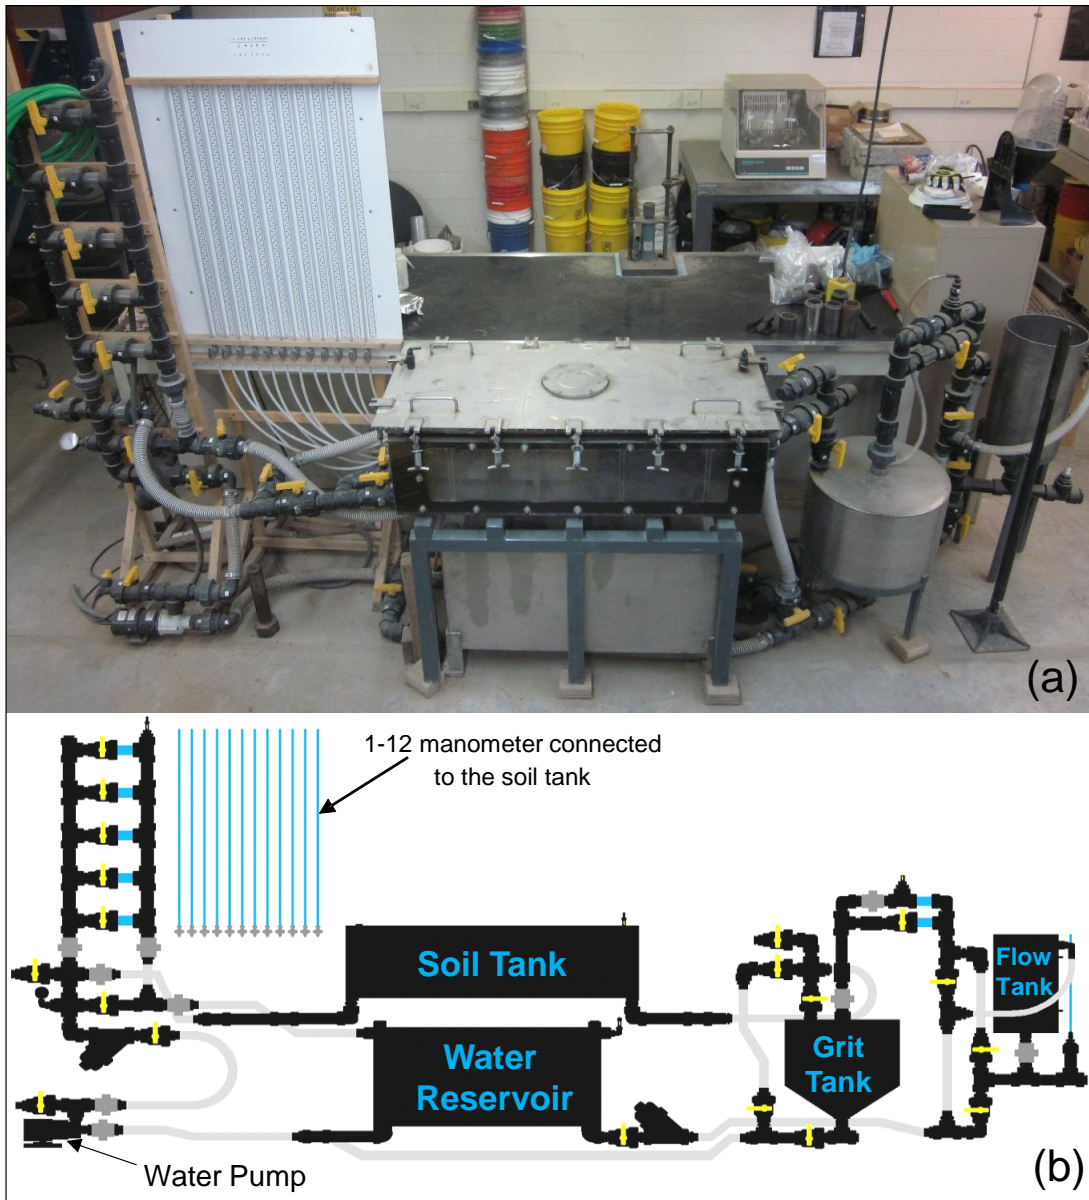 (a)
1-12 manometer connected
to the soil tank
Soil Tank
Flow
Tank
Water
Reservoir
Grit
Tank
Water Pump
(b)